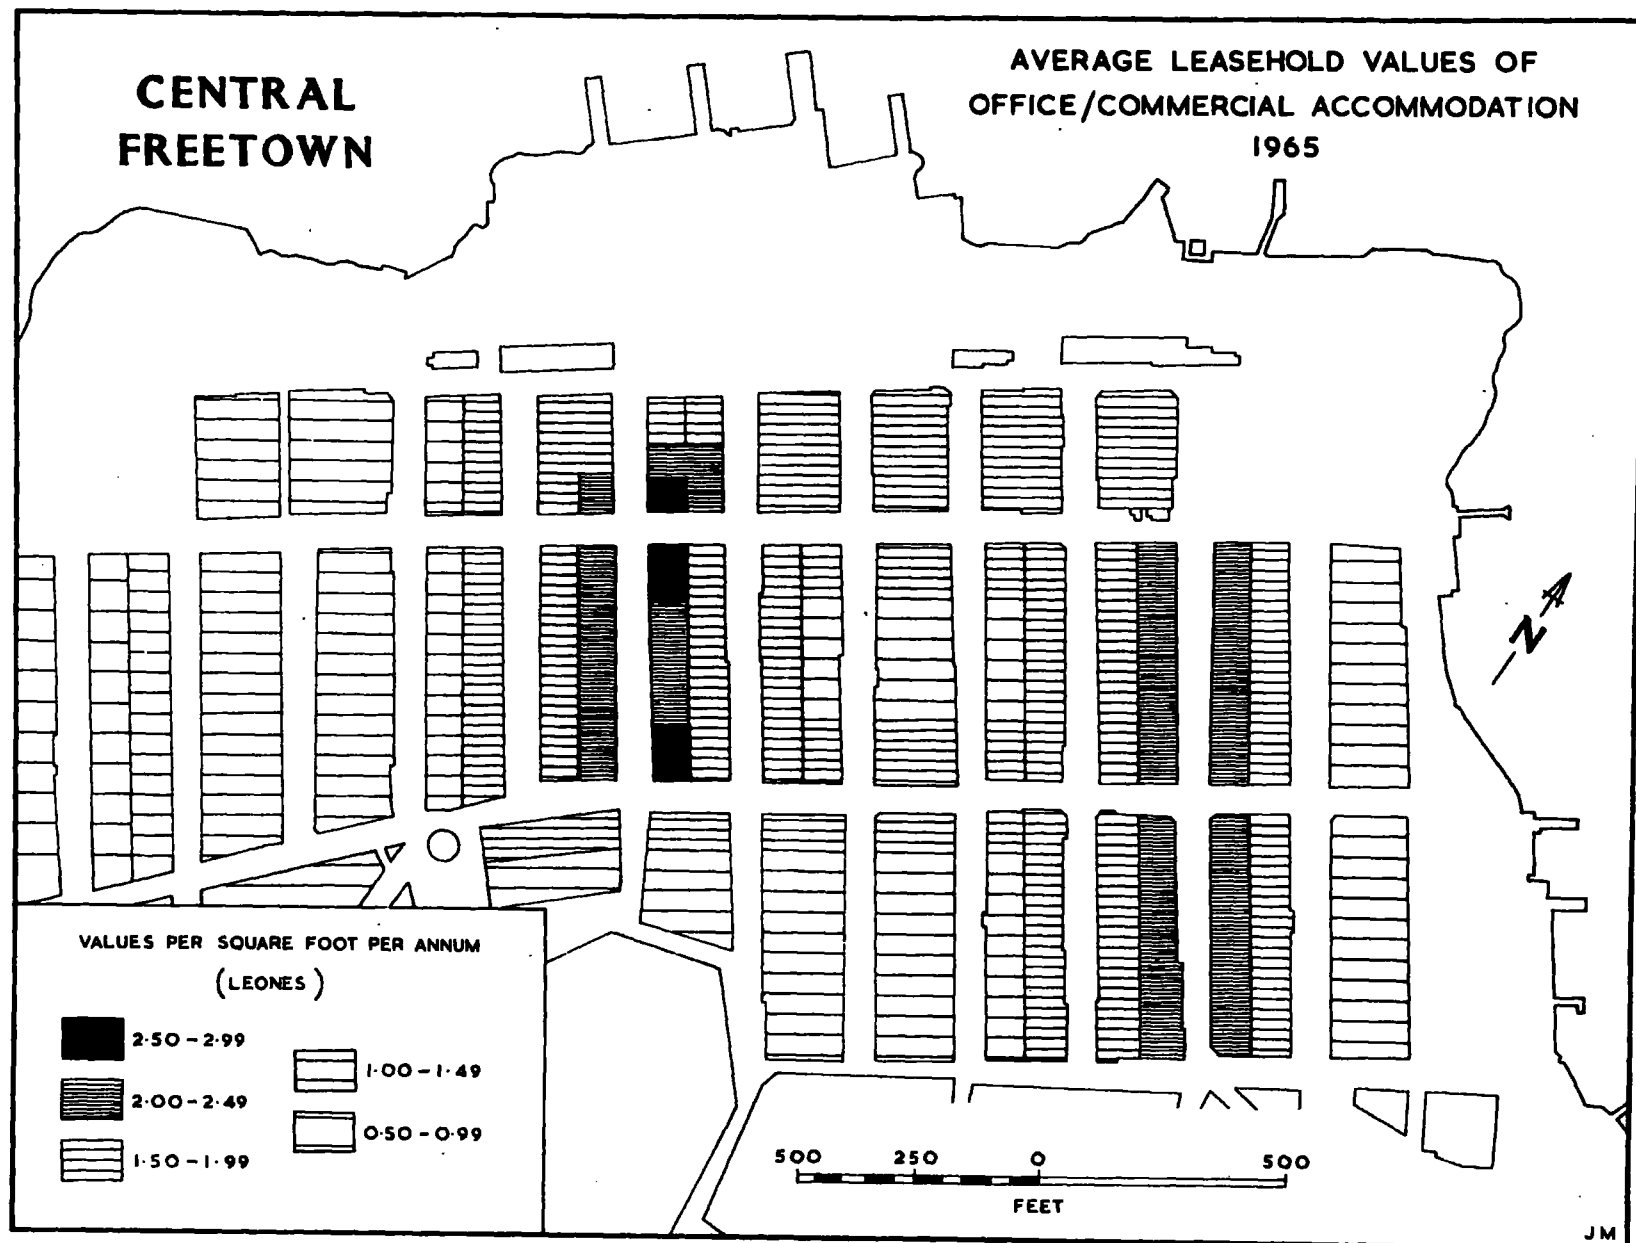 CENTRAL
FREETOWN
AVERAGE LEASEHOLD VALUES OF
OFFICE/COMMERCIAL ACCOMMODATION
1965
N
VALUES PER SQUARE FOOT PER ANNUM
(LEONES)
2·50-2·99
2·00-2·49
1·50-1·99
1·00-1·49
0·50-0·99
500 250 0 500
FEET
JM